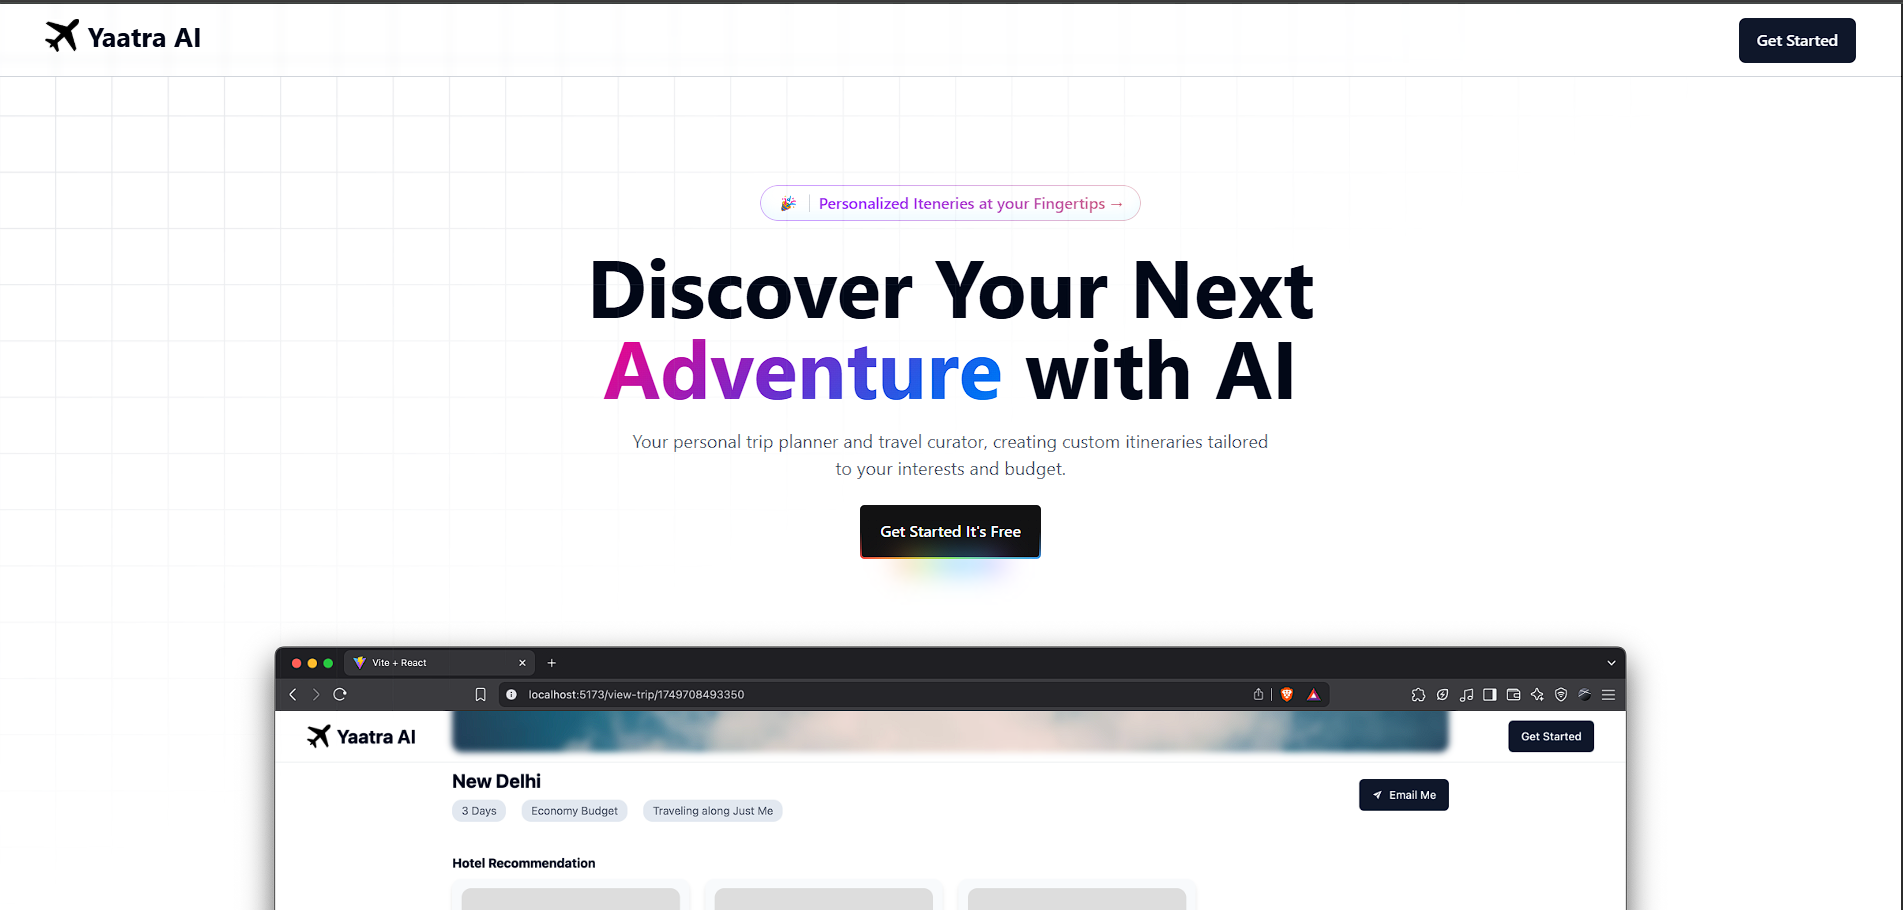 Yaatra AI
Get Started
🎉 Personalized Iteneries at your Fingertips →
Discover Your Next
Adventure with AI
Your personal trip planner and travel curator, creating custom itineraries tailored
to your interests and budget.
Get Started It's Free
Vite + React
localhost:5173/view-trip/1749708493350
Yaatra AI
Get Started
New Delhi
Email Me
3 Days
Economy Budget
Traveling along Just Me
Hotel Recommendation